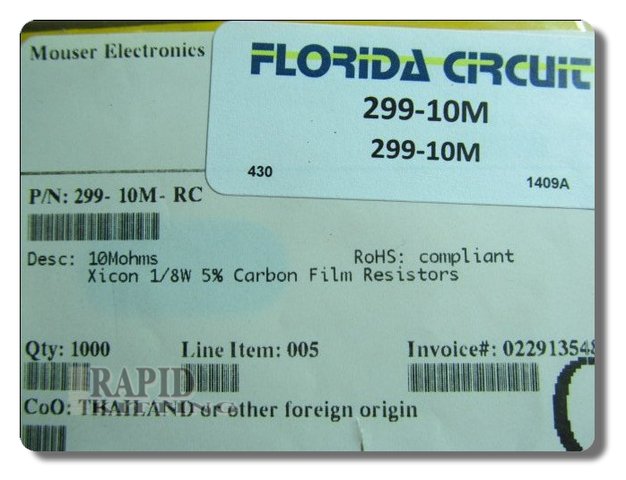 Mouser Electronics
FLORIDA CIRCUIT
299-10M
299-10M
430
1409A
P/N: 299- 10M- RC
Desc: 10Mohms
RoHS: compliant
Xicon 1/8W 5% Carbon Film Resistors
Qty: 1000
Line Item: 005
Invoice#: 022913548
RAPID
CoO: THAILAND or other foreign origin